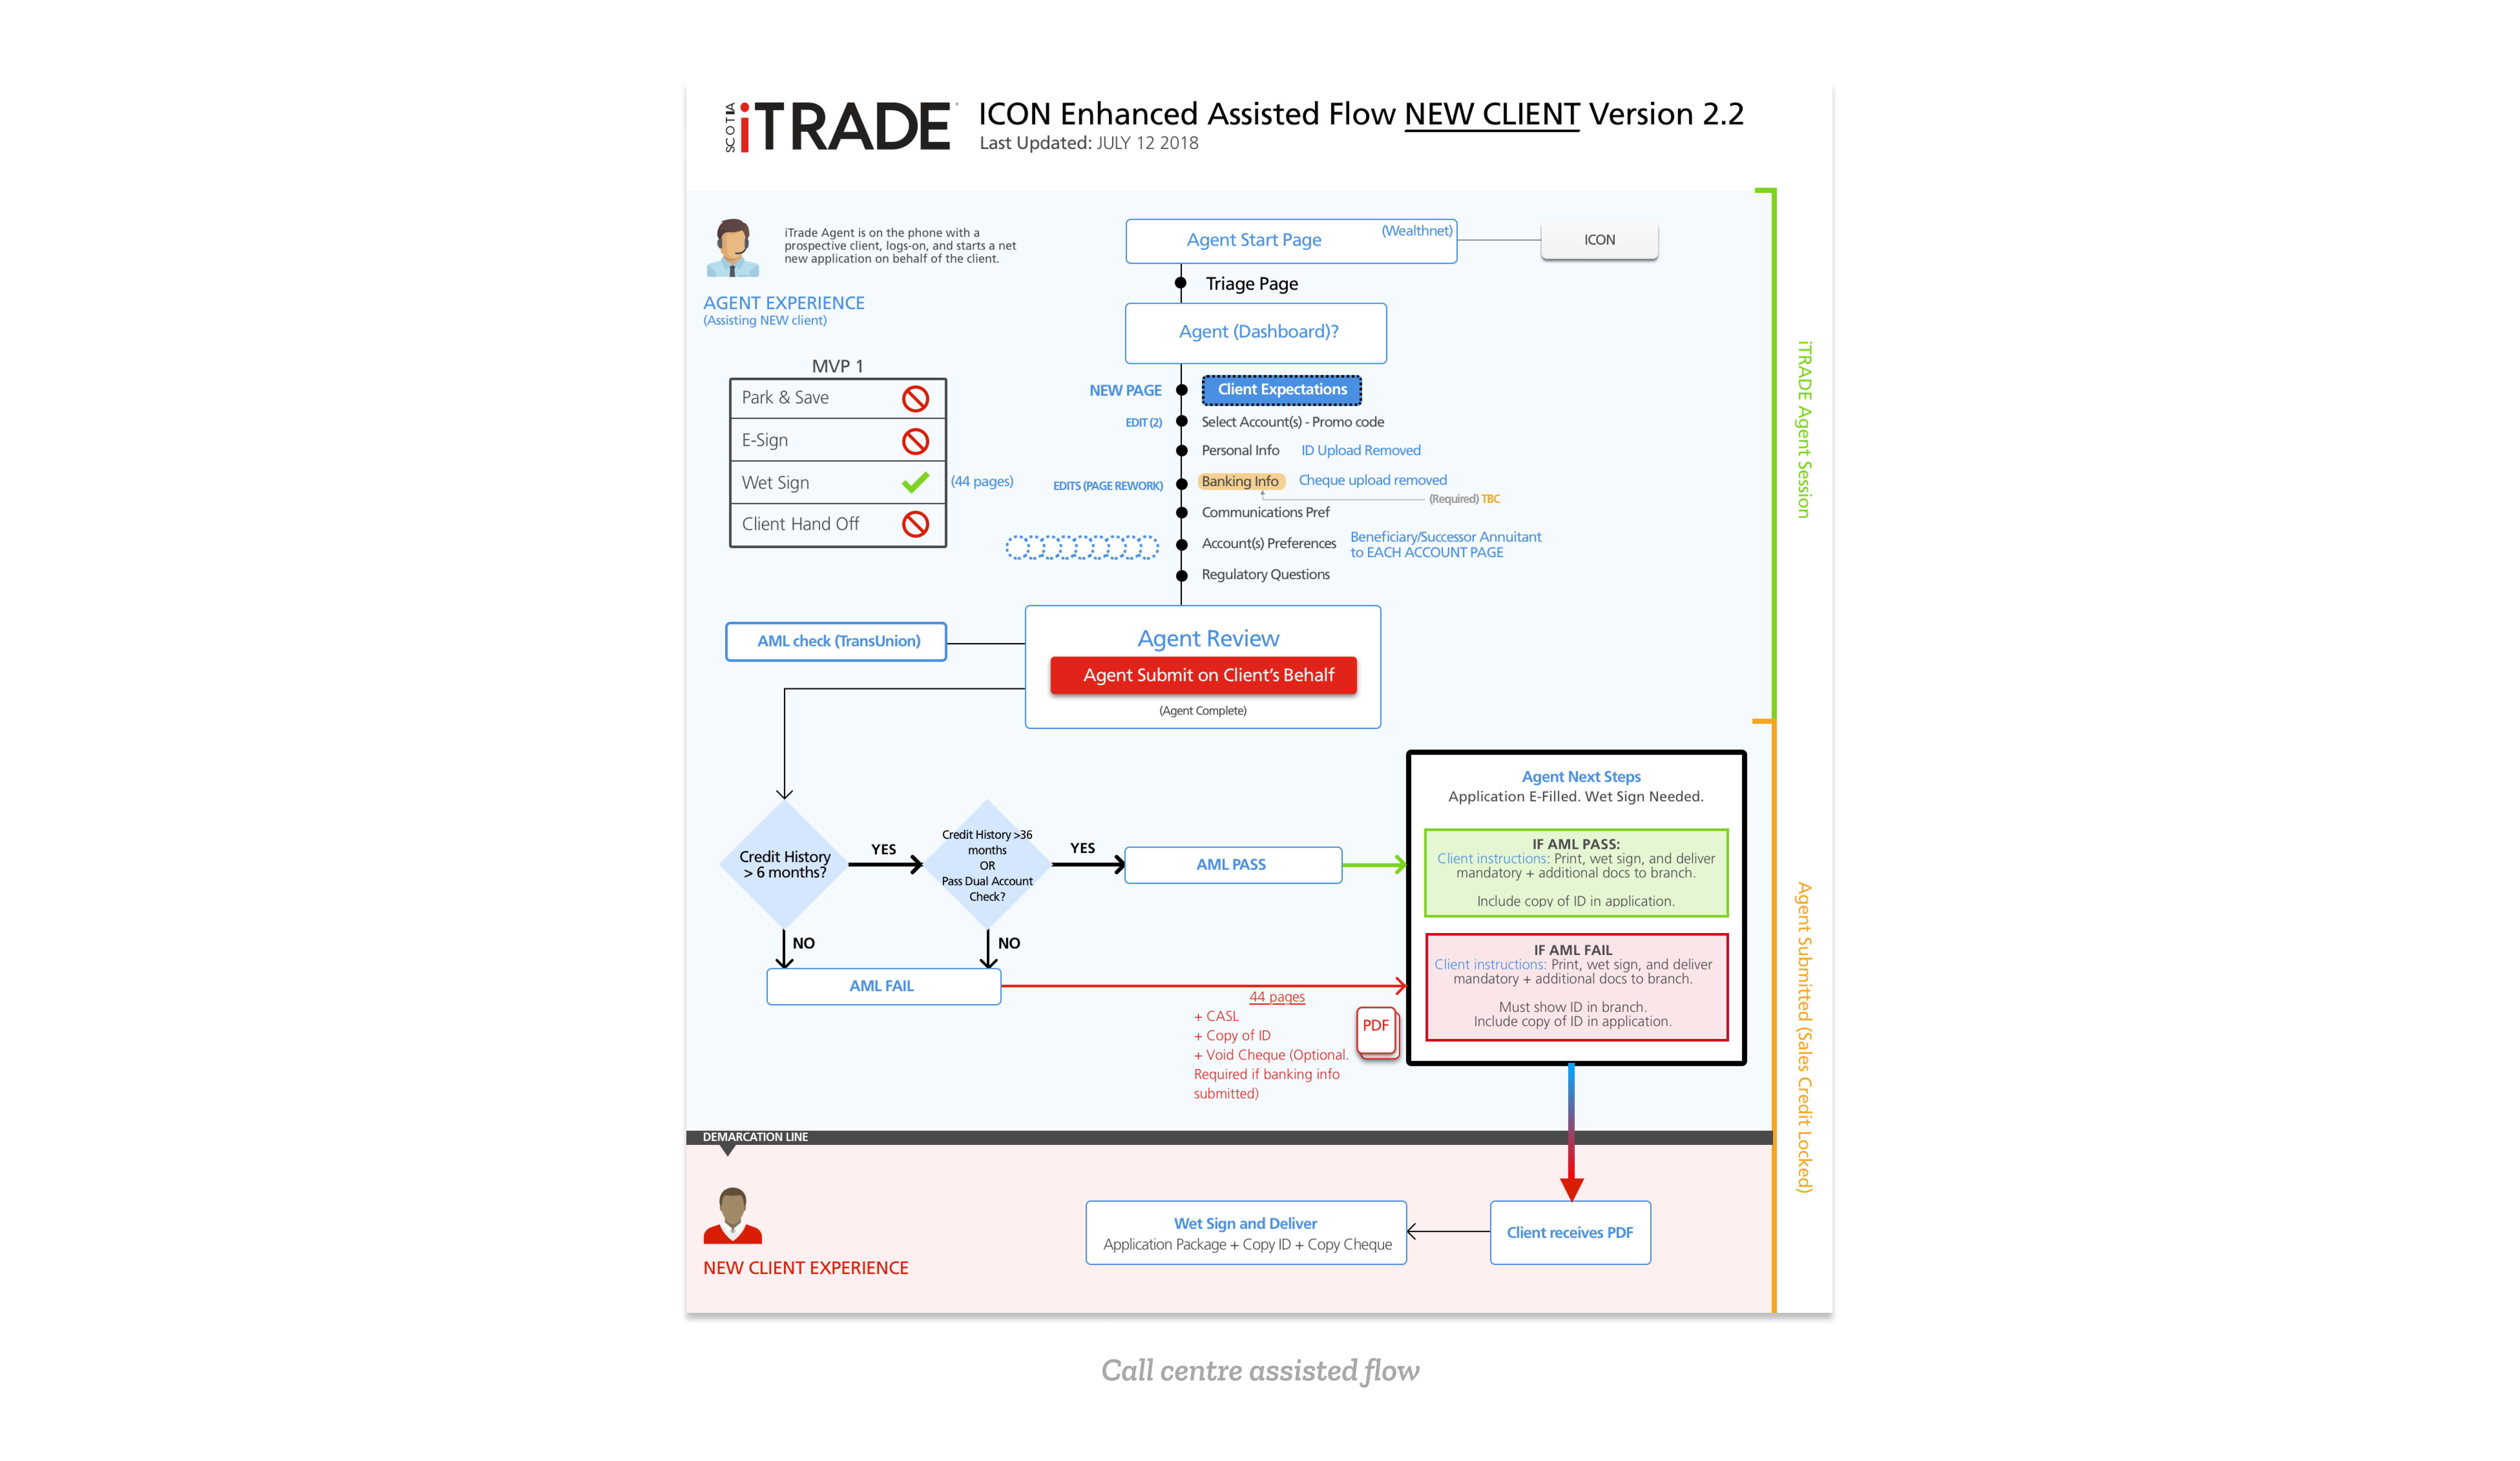 SCOTIA
iTRADE
ICON Enhanced Assisted Flow NEW CLIENT Version 2.2
Last Updated: JULY 12 2018
iTrade Agent is on the phone with a
prospective client, logs-on, and starts a net
new application on behalf of the client.
AGENT EXPERIENCE
(Assisting NEW client)
Agent Start Page
(Wealthnet)
ICON
Triage Page
Agent (Dashboard)?
MVP 1
Park & Save
E-Sign
Wet Sign
(44 pages)
Client Hand Off
NEW PAGE
Client Expectations
EDIT (2)
Select Account(s) - Promo code
Personal Info
ID Upload Removed
EDITS (PAGE REWORK)
Banking Info
Cheque upload removed
(Required) TBC
Communications Pref
Account(s) Preferences
Beneficiary/Successor Annuitant
to EACH ACCOUNT PAGE
Regulatory Questions
iTRADE Agent Session
AML check (TransUnion)
Agent Review
Agent Submit on Client's Behalf
(Agent Complete)
Credit History
> 6 months?
YES
NO
Credit History >36
months
OR
Pass Dual Account
Check?
YES
NO
AML PASS
AML FAIL
44 pages
+ CASL
+ Copy of ID
+ Void Cheque (Optional.
Required if banking info
submitted)
PDF
Agent Next Steps
Application E-Filled. Wet Sign Needed.
IF AML PASS:
Client instructions: Print, wet sign, and deliver
mandatory + additional docs to branch.
Include copy of ID in application.
IF AML FAIL
Client instructions: Print, wet sign, and deliver
mandatory + additional docs to branch.
Must show ID in branch.
Include copy of ID in application.
Agent Submitted (Sales Credit Locked)
DEMARCATION LINE
NEW CLIENT EXPERIENCE
Wet Sign and Deliver
Application Package + Copy ID + Copy Cheque
Client receives PDF
Call centre assisted flow